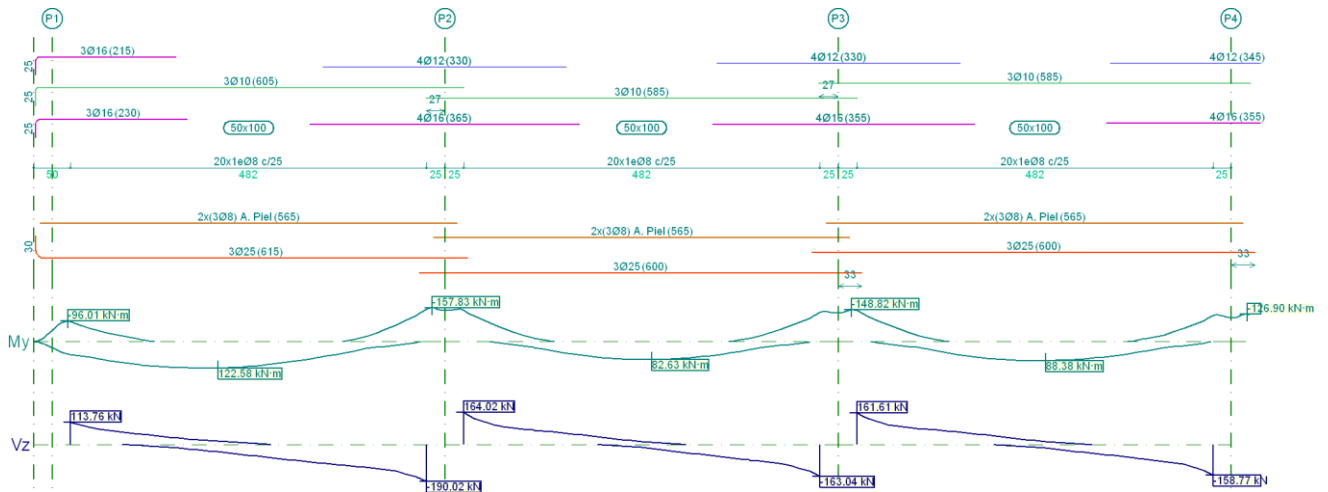 P1 P2 P3 P4
3Ø16(215) 4Ø12(330) 4Ø12(330) 4Ø12(345)
25
3Ø10(605) 3Ø10(585)
25 27 3Ø10(585) 27
3Ø16(230) 4Ø16(365) 4Ø16(355) 4Ø16(355)
25 50x100 50x100 50x100
20x1eØ8 c/25 20x1eØ8 c/25 20x1eØ8 c/25
50 482 25 25 482 25 25 482 25
2x(3Ø8) A. Piel (565) 2x(3Ø8) A. Piel (565)
2x(3Ø8) A. Piel (565)
30 3Ø25(615) 3Ø25(600) 33
3Ø25(600) 33
-96.01 kN·m -157.83 kN·m -148.82 kN·m -126.90 kN·m
My
122.58 kN·m 82.63 kN·m 88.38 kN·m
113.76 kN 164.02 kN 161.61 kN
Vz
-190.02 kN -163.04 kN -158.77 kN